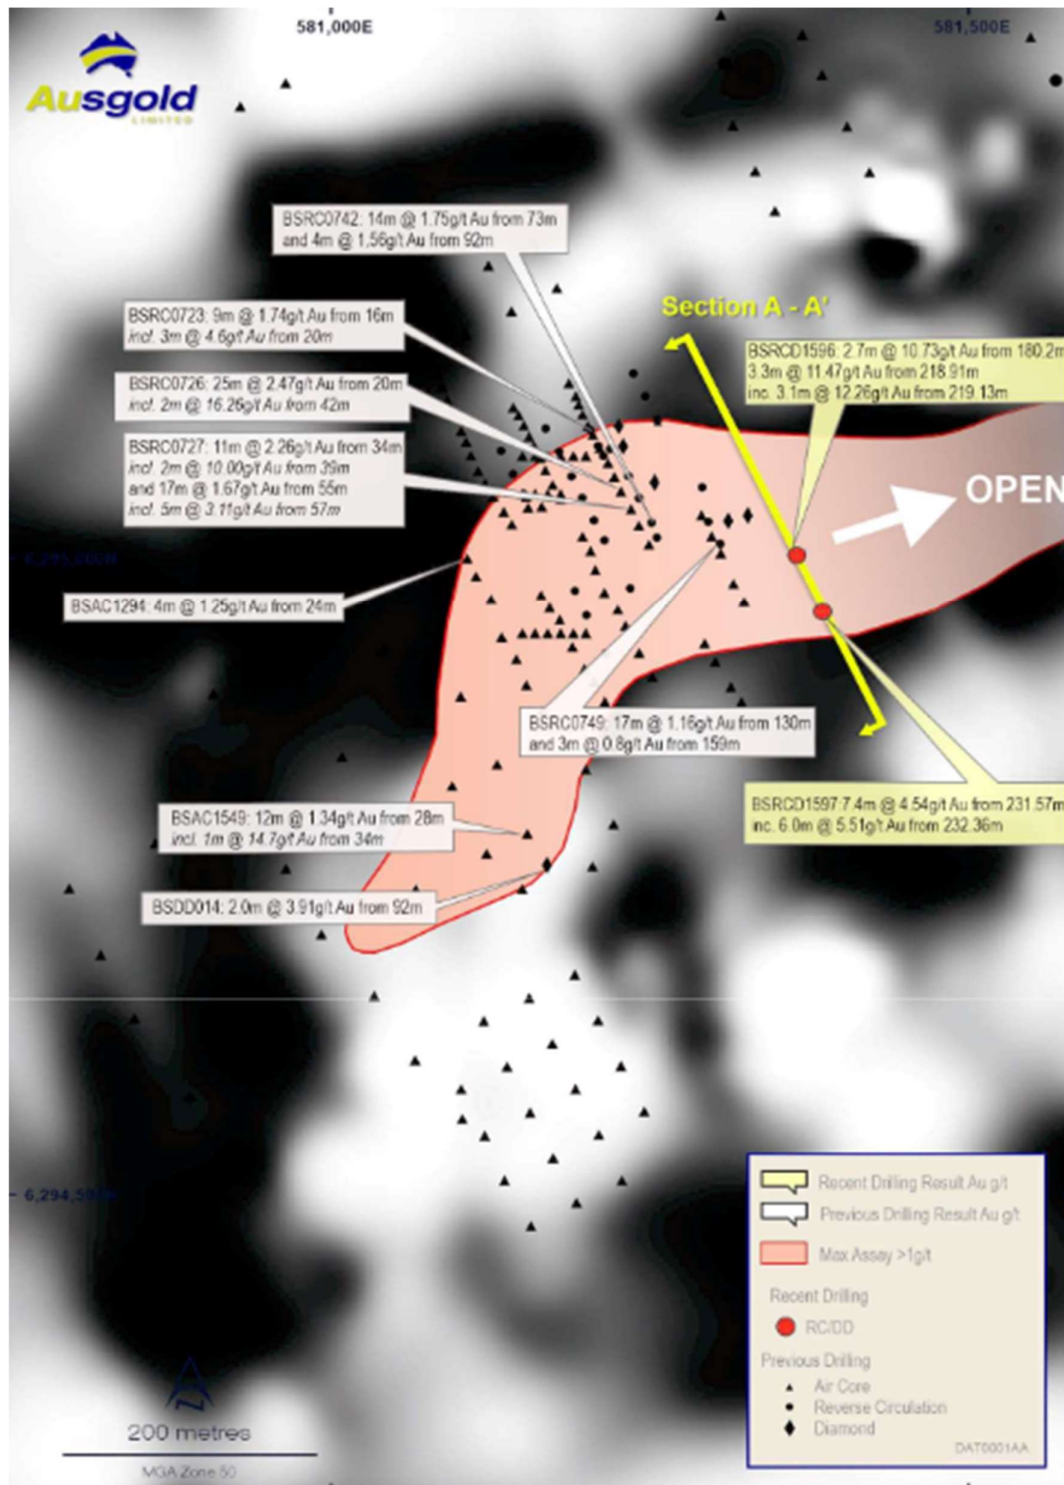 581,000E
581,500E
Ausgold
LIMITED
BSRC0742: 14m @ 1.75g/t Au from 73m
and 4m @ 1,56g/t Au from 92m
Section A - A'
BSRC0723: 9m @ 1.74g/t Au from 16m
incl. 3m @ 4.6g/t Au from 20m
BSRCD1596: 2.7m @ 10.73g/t Au from 180.2m
3.3m @ 11.47g/t Au from 218.91m
inc. 3.1m @ 12.26g/t Au from 219.13m
BSRC0726: 25m @ 2.47g/t Au from 20m
incl. 2m @ 16.26g/t Au from 42m
BSRC0727: 11m @ 2.26g/t Au from 34m
incl. 2m @ 10.00g/t Au from 39m
and 17m @ 1.67g/t Au from 55m
incl. 5m @ 3.11g/t Au from 57m
OPEN
6,295,000N
BSAC1294: 4m @ 1.25g/t Au from 24m
BSRC0749: 17m @ 1.16g/t Au from 130m
and 3m @ 0.8g/t Au from 159m
BSAC1549: 12m @ 1.34g/t Au from 28m
incl. 1m @ 14.7g/t Au from 34m
BSRCD1597:7.4m @ 4.54g/t Au from 231.57m
inc. 6.0m @ 5.51g/t Au from 232.36m
BSDD014: 2.0m @ 3.91g/t Au from 92m
6,294,500N
Recent Drilling Result Au g/t
Previous Drilling Result Au g/t
Max Assay >1g/t
Recent Drilling
RC/DD
Previous Drilling
Air Core
Reverse Circulation
Diamond
DAT0001AA
N
200 metres
MGA Zone 50